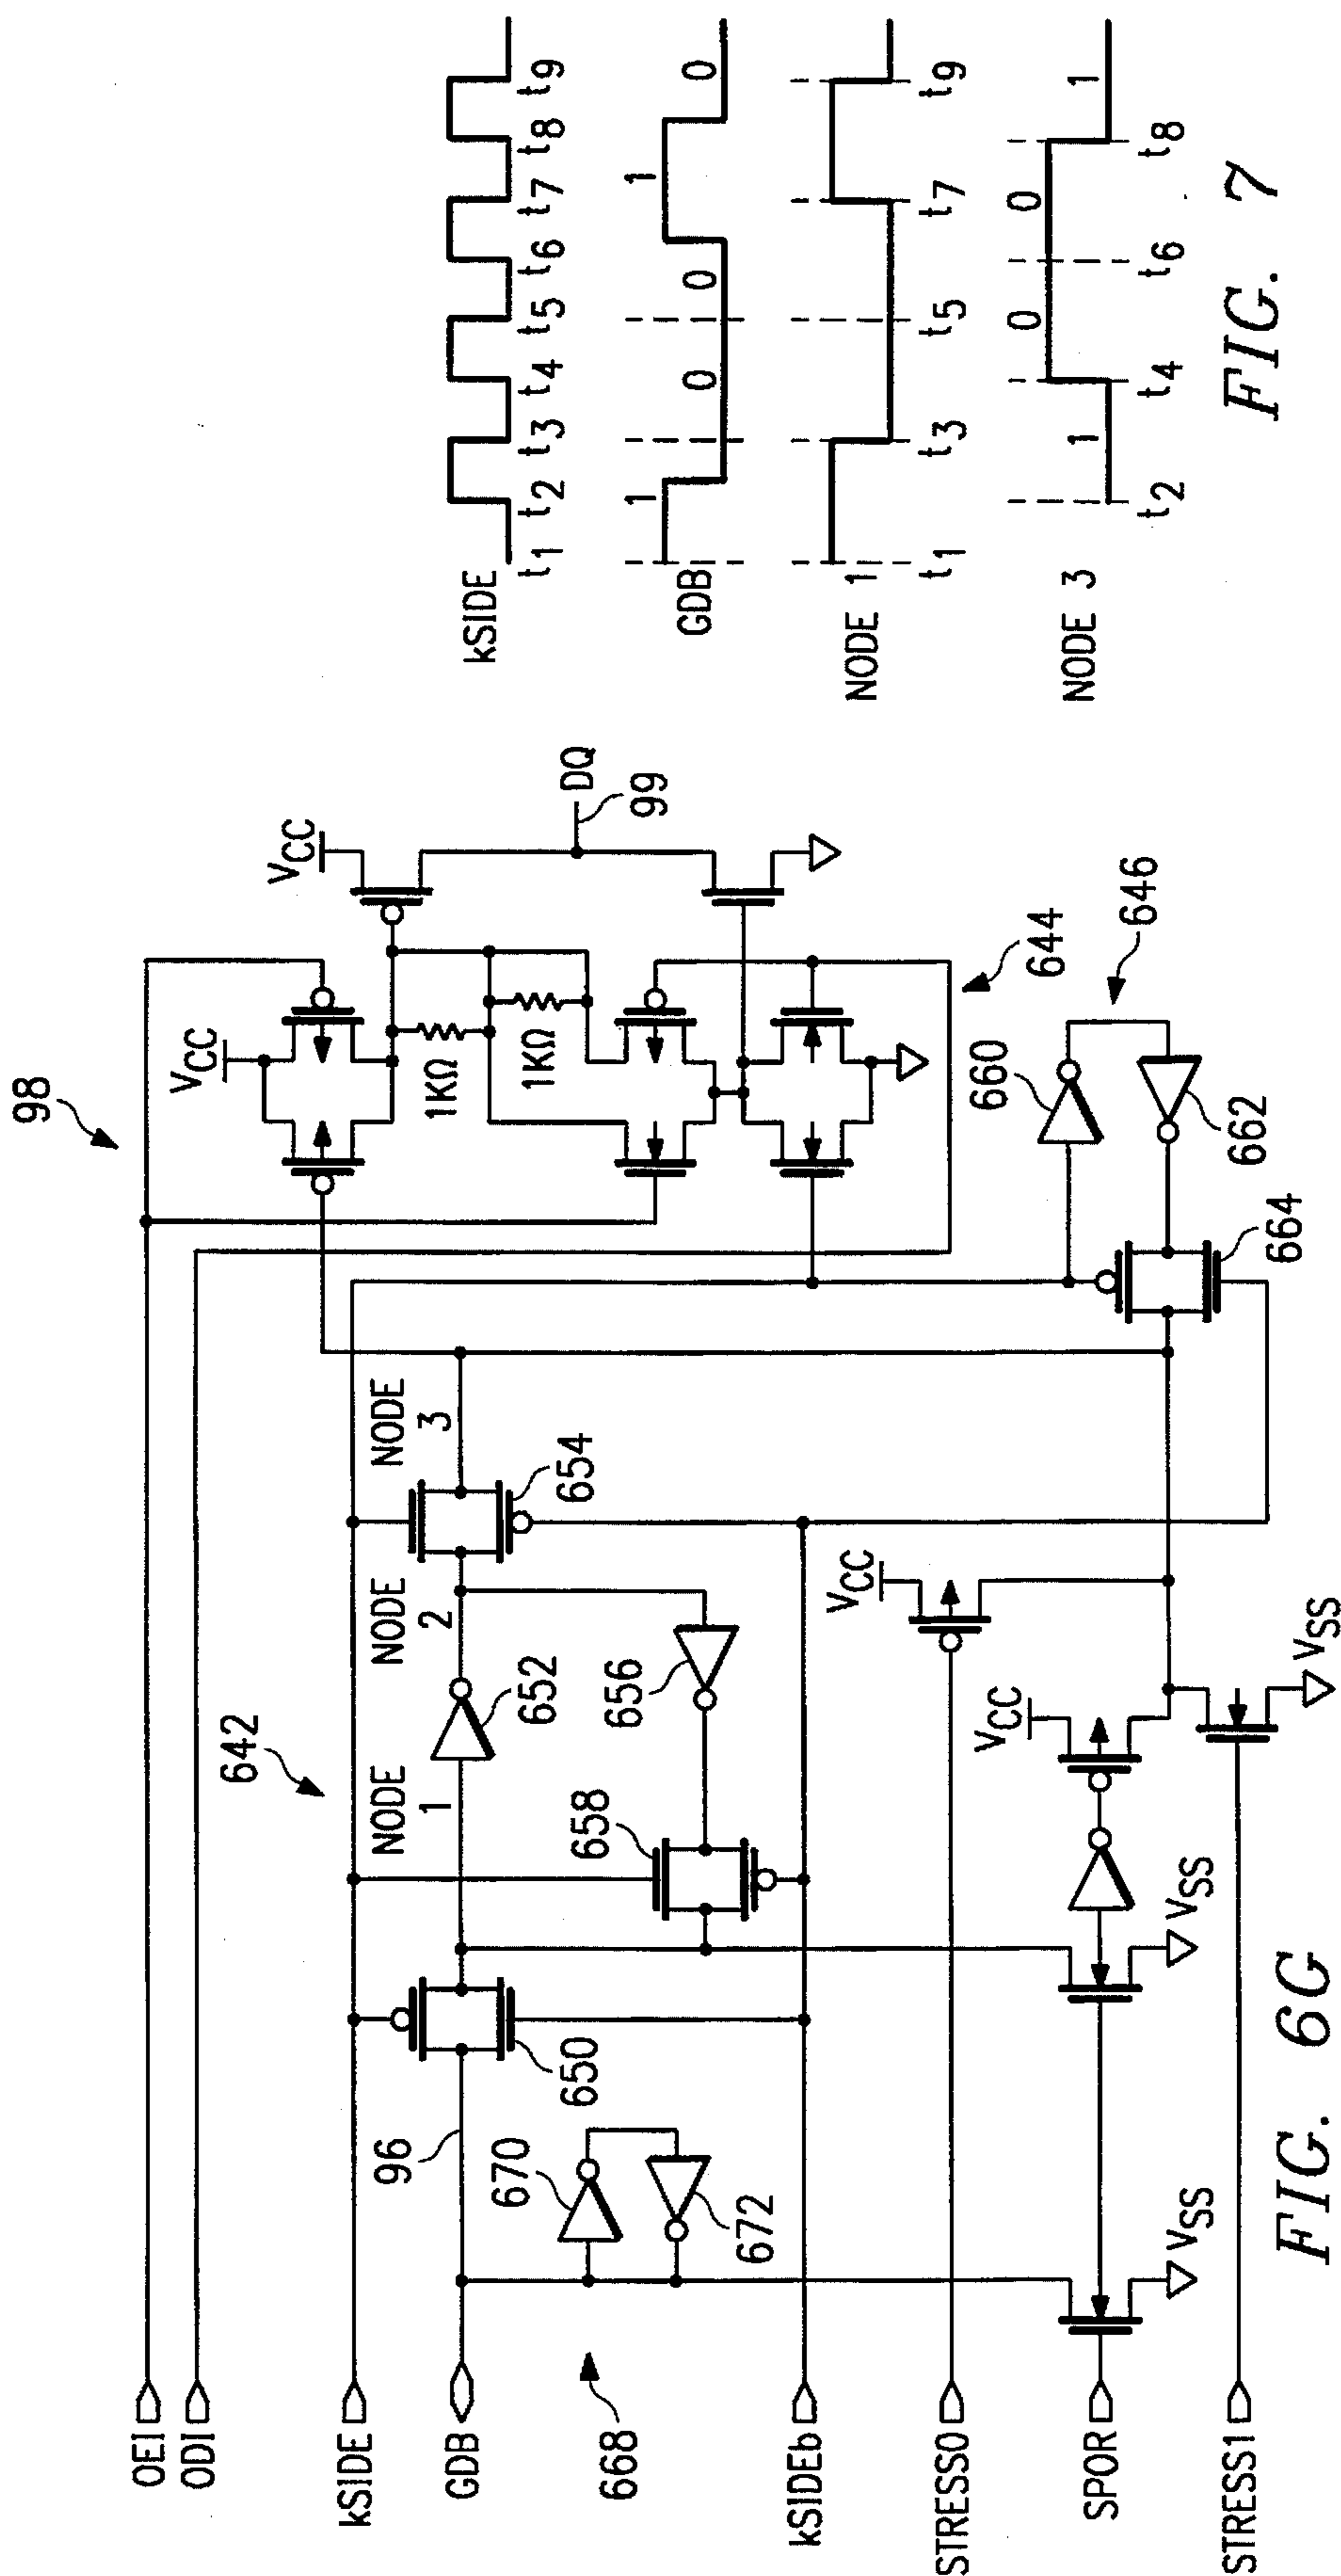 98
OEI
ODI
642
VCC
VCC
kSIDE
NODE 1
NODE 2
NODE 3
1KΩ
1KΩ
DQ
99
GDB
96
650
652
654
670
672
658
656
668
644
660
646
662
664
kSIDEb
STRESS0
VCC
VCC
SPOR
VSS
VSS
STRESS1
VSS
FIG. 6G
kSIDE
t1 t2 t3 t4 t5 t6 t7 t8 t9
GDB
1 0 0 1 0
NODE 1
t1 t3 t5 t7 t9
NODE 3
1 0 0 1
t2 t4 t6 t8
FIG. 7